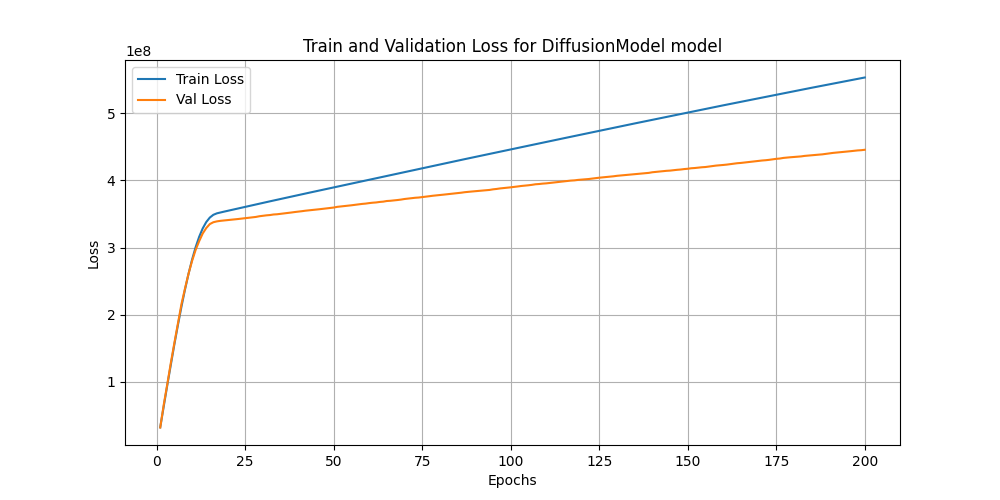 Train and Validation Loss for DiffusionModel model
1e8
Train Loss
Val Loss
5
4
3
2
1
Loss
0 25 50 75 100 125 150 175 200
Epochs